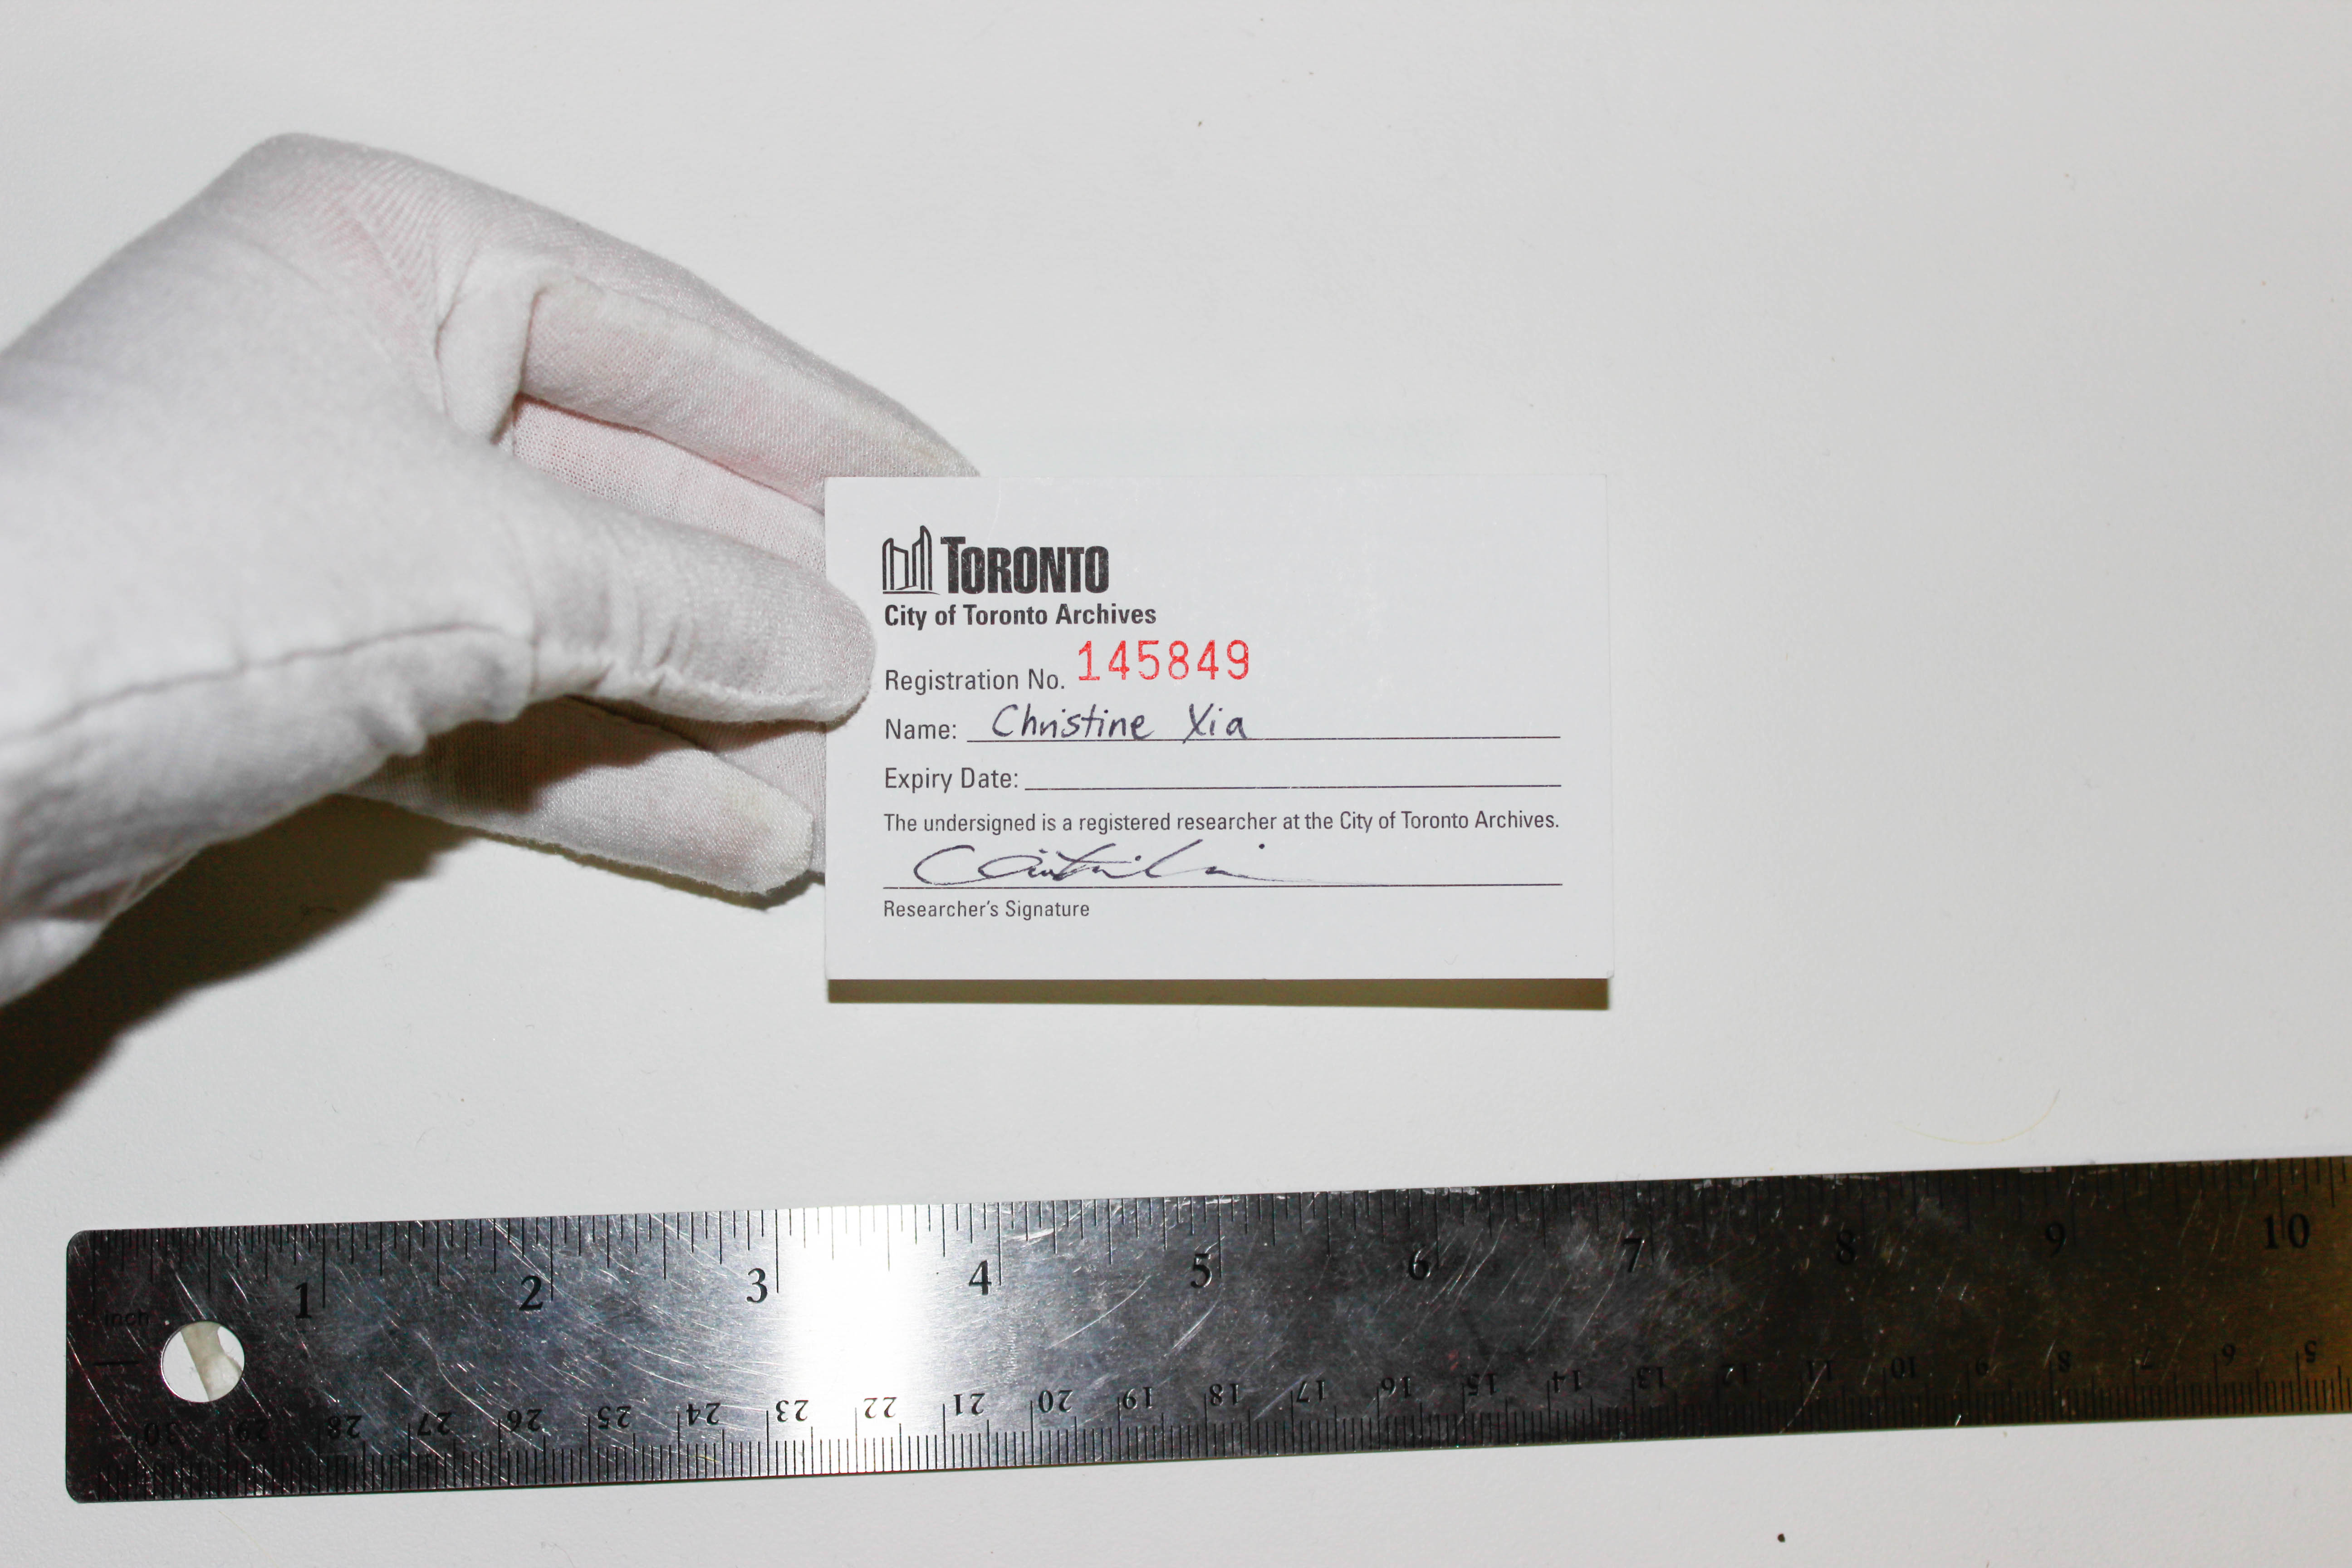 TORONTO
City of Toronto Archives
Registration No. 145849
Name: Christine Xia
Expiry Date:
The undersigned is a registered researcher at the City of Toronto Archives.
Researcher's Signature
1 2 3 4 5 6 7 8 9 10
inch
30 29 28 27 26 25 24 23 22 21 20 19 18 17 16 15 14 13 12 11 10 9 8 7 6 5